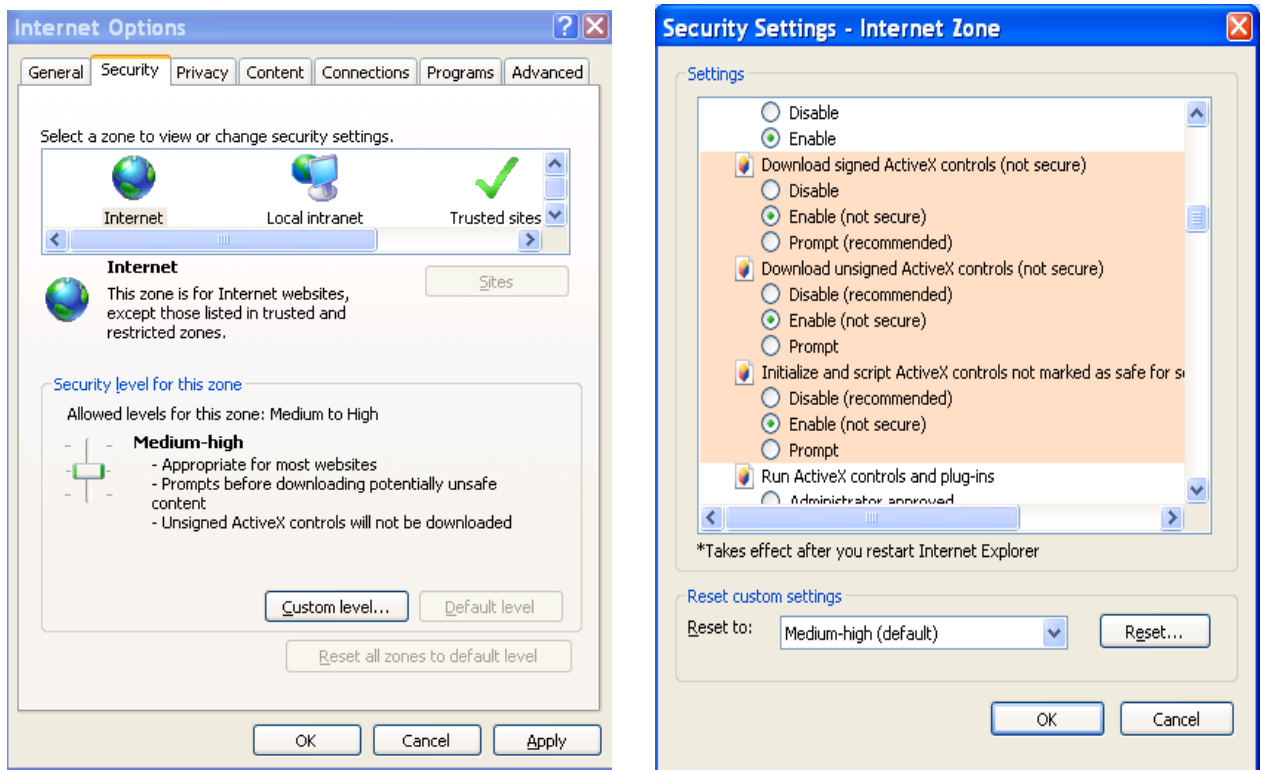 Internet Options
General Security Privacy Content Connections Programs Advanced
Select a zone to view or change security settings.
Internet Local intranet Trusted sites
Internet
Sites
This zone is for Internet websites,
except those listed in trusted and
restricted zones.
Security level for this zone
Allowed levels for this zone: Medium to High
Medium-high
- Appropriate for most websites
- Prompts before downloading potentially unsafe
content
- Unsigned ActiveX controls will not be downloaded
Custom level... Default level
Reset all zones to default level
OK Cancel Apply
Security Settings - Internet Zone
Settings
Disable
Enable
Download signed ActiveX controls (not secure)
Disable
Enable (not secure)
Prompt (recommended)
Download unsigned ActiveX controls (not secure)
Disable (recommended)
Enable (not secure)
Prompt
Initialize and script ActiveX controls not marked as safe for
Disable (recommended)
Enable (not secure)
Prompt
Run ActiveX controls and plug-ins
Administrator approved
*Takes effect after you restart Internet Explorer
Reset custom settings
Reset to: Medium-high (default) Reset...
OK Cancel